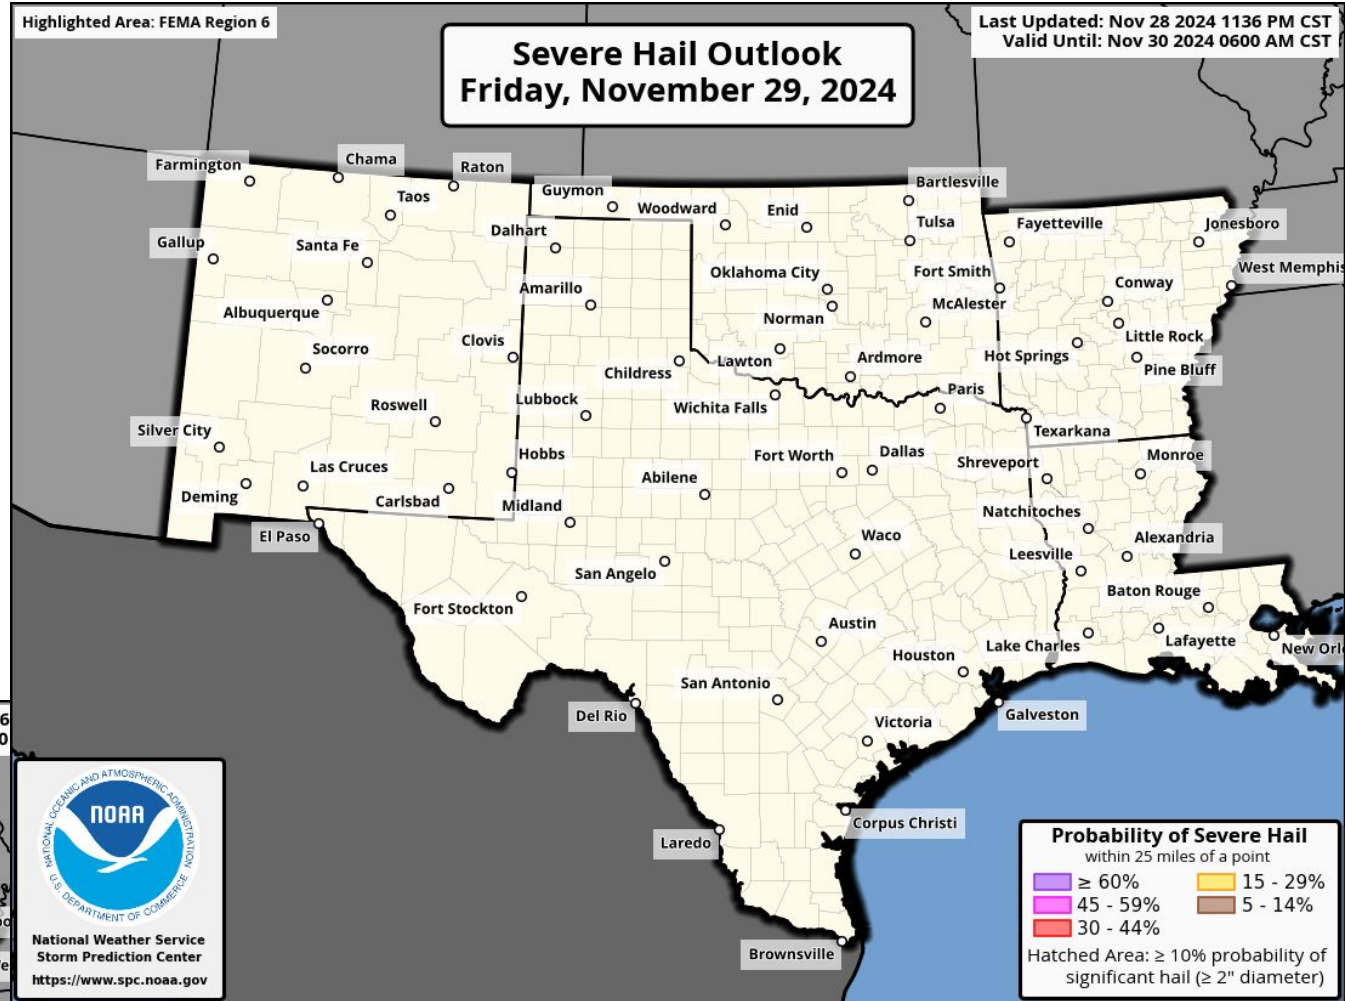 Highlighted Area: FEMA Region 6
Last Updated: Nov 28 2024 1136 PM CST
Valid Until: Nov 30 2024 0600 AM CST
Severe Hail Outlook
Friday, November 29, 2024
Farmington
Chama
Raton
Taos
Guymon
Woodward
Enid
Bartlesville
Tulsa
Fayetteville
Jonesboro
Gallup
Santa Fe
Dalhart
Oklahoma City
Fort Smith
West Memphis
Amarillo
Conway
Albuquerque
Norman
McAlester
Socorro
Clovis
Little Rock
Childress
Lawton
Ardmore
Hot Springs
Pine Bluff
Roswell
Lubbock
Wichita Falls
Paris
Silver City
Texarkana
Las Cruces
Hobbs
Fort Worth
Dallas
Shreveport
Monroe
Deming
Carlsbad
Midland
Abilene
Natchitoches
El Paso
Waco
Leesville
Alexandria
San Angelo
Fort Stockton
Baton Rouge
Austin
Houston
Lake Charles
Lafayette
New Orl
San Antonio
Del Rio
Victoria
Galveston
Laredo
Corpus Christi
Brownsville
NATIONAL OCEANIC AND ATMOSPHERIC ADMINISTRATION
NOAA
U.S. DEPARTMENT OF COMMERCE
National Weather Service
Storm Prediction Center
https://www.spc.noaa.gov
Probability of Severe Hail
within 25 miles of a point
≥ 60%
15 - 29%
45 - 59%
5 - 14%
30 - 44%
Hatched Area: ≥ 10% probability of
significant hail (≥ 2" diameter)